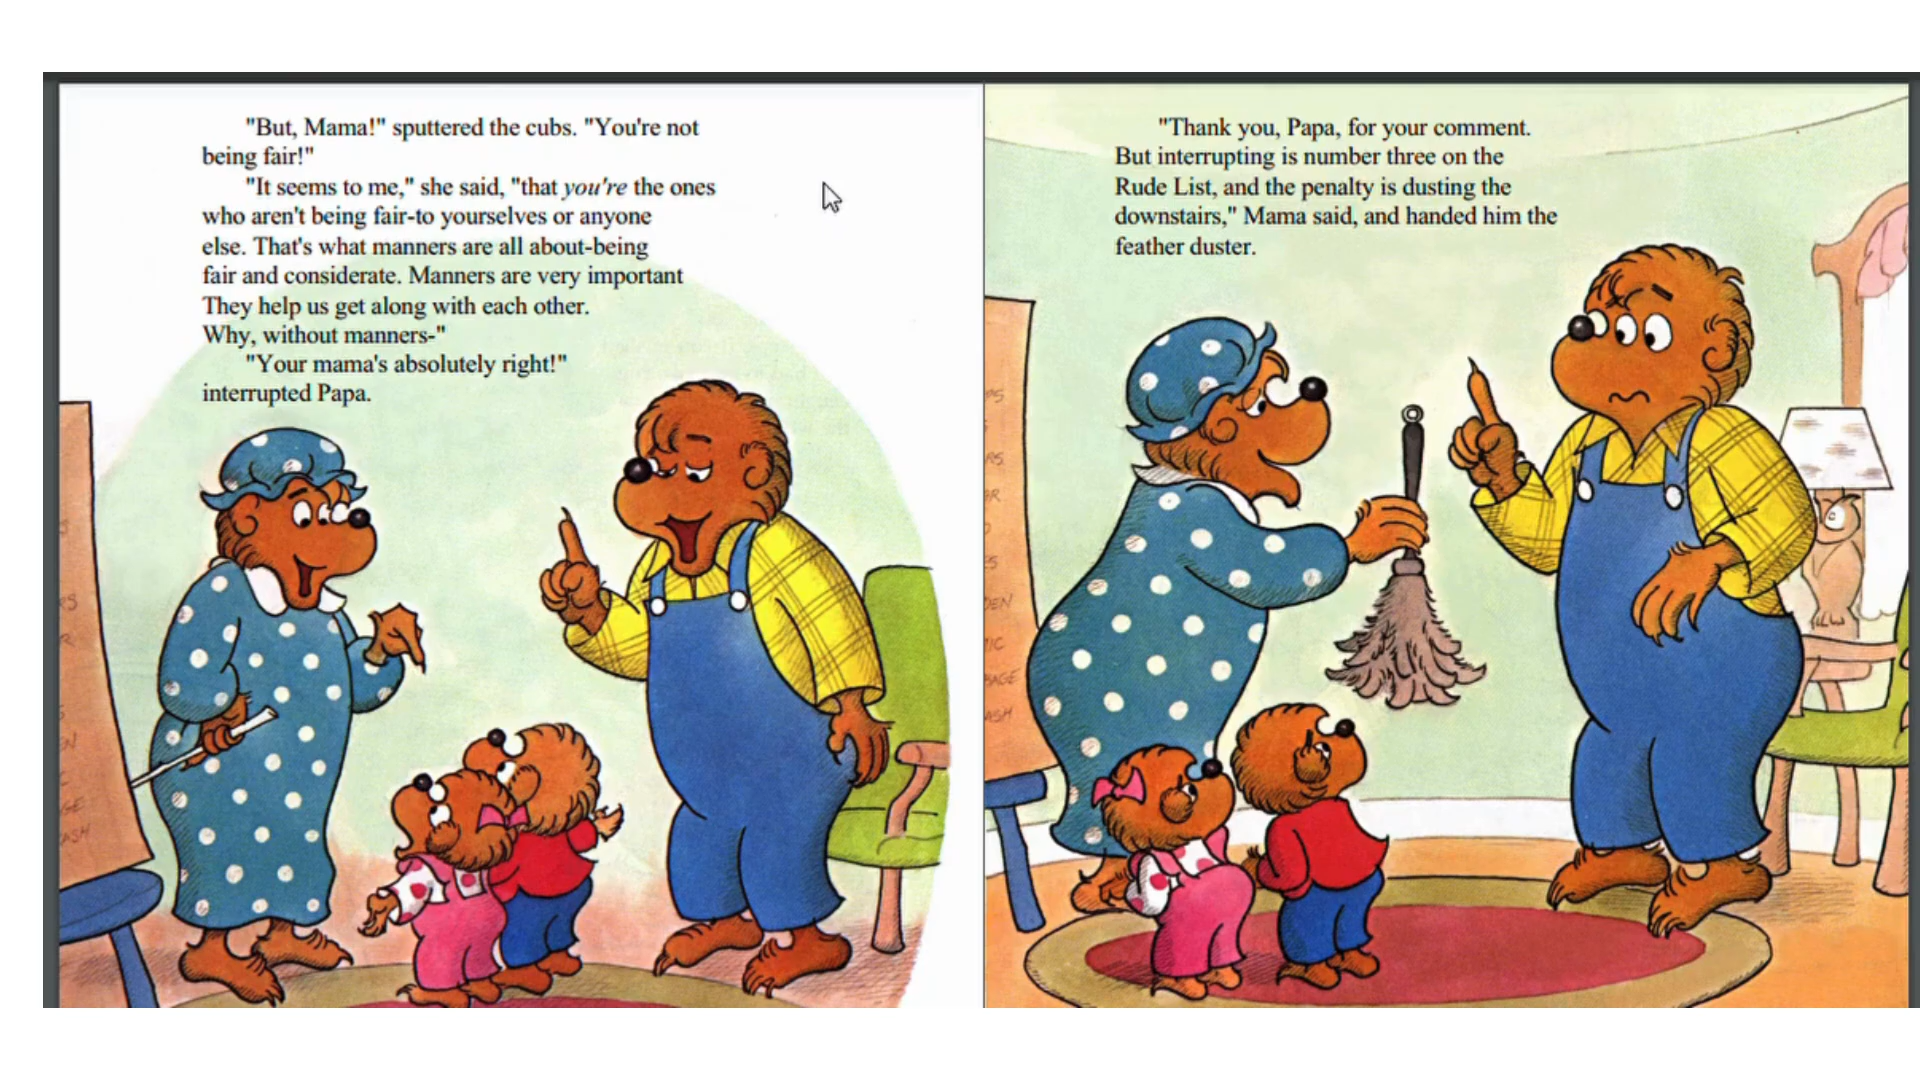 "But, Mama!" sputtered the cubs. "You're not
being fair!"
"It seems to me," she said, "that you're the ones
who aren't being fair-to yourselves or anyone
else. That's what manners are all about-being
fair and considerate. Manners are very important
They help us get along with each other.
Why, without manners-"
"Your mama's absolutely right!"
interrupted Papa.
"Thank you, Papa, for your comment.
But interrupting is number three on the
Rude List, and the penalty is dusting the
downstairs," Mama said, and handed him the
feather duster.